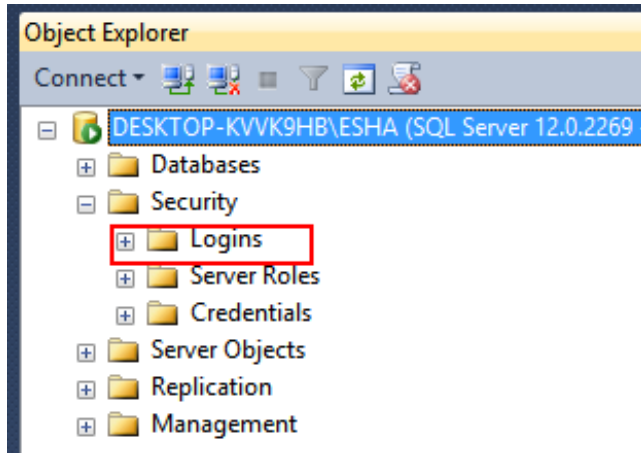 Object Explorer
Connect
DESKTOP-KVVK9HB\ESHA (SQL Server 12.0.2269
Databases
Security
Logins
Server Roles
Credentials
Server Objects
Replication
Management